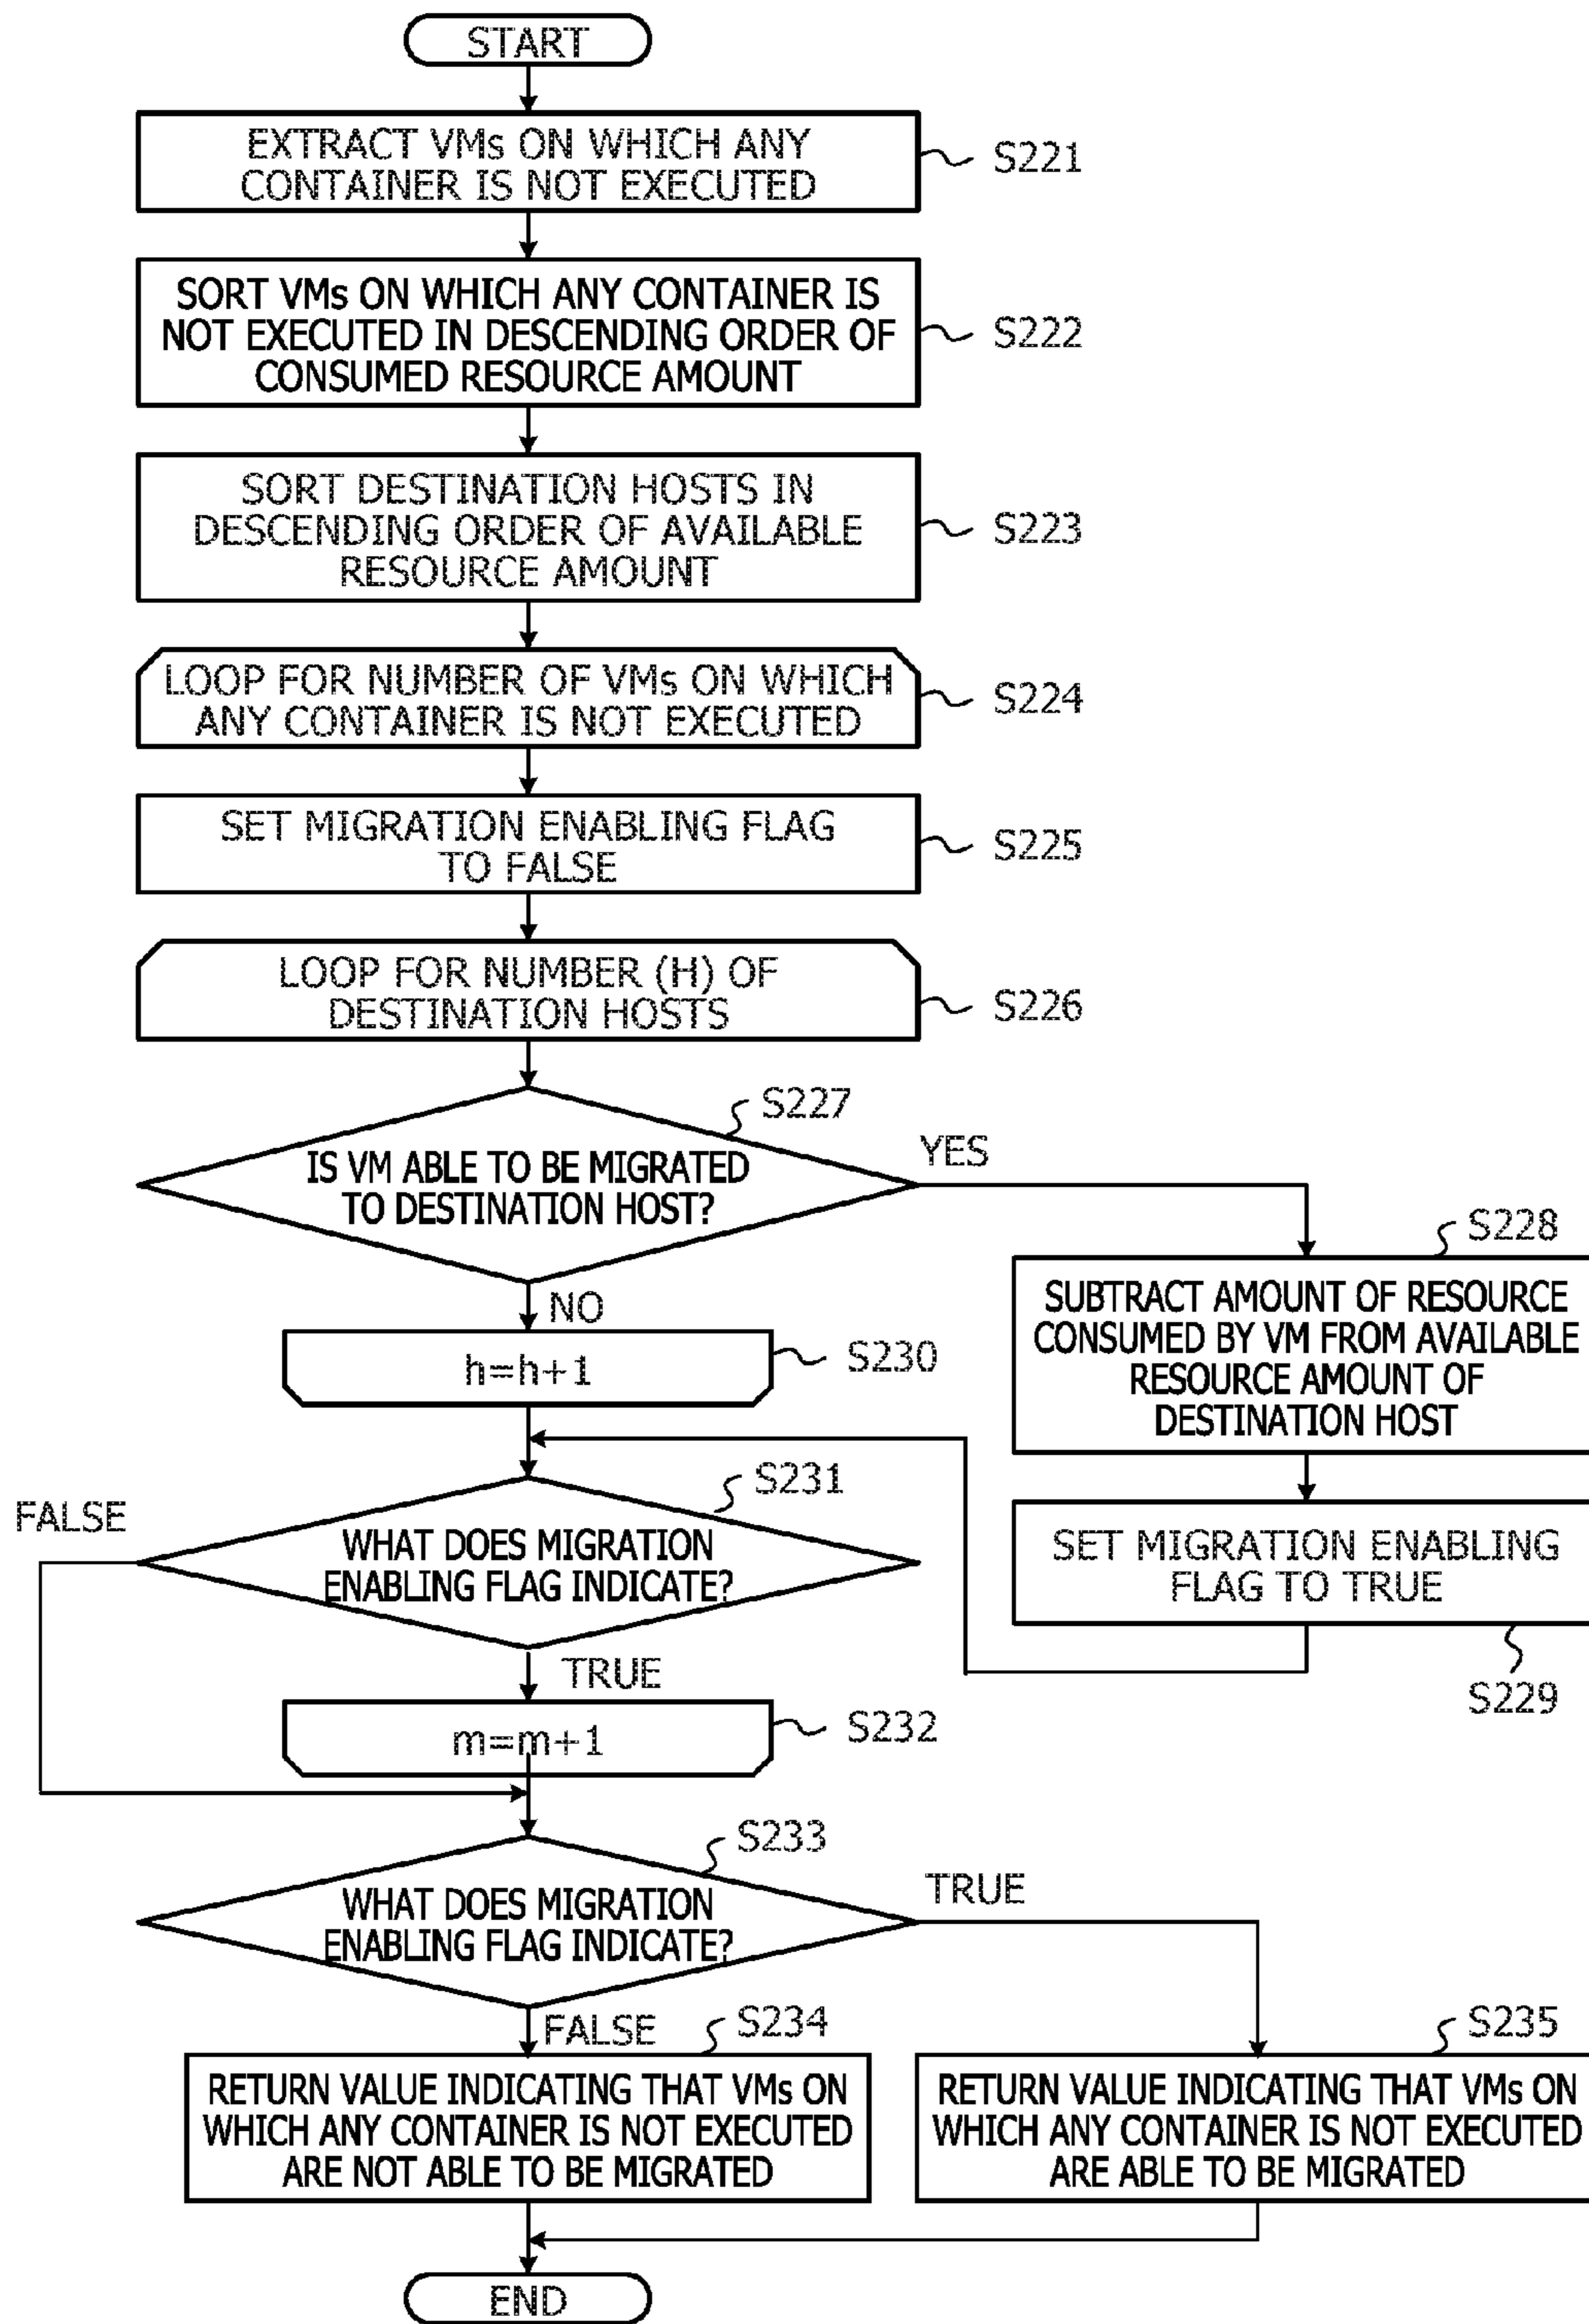 START
EXTRACT VMs ON WHICH ANY
CONTAINER IS NOT EXECUTED
S221
SORT VMs ON WHICH ANY CONTAINER IS
NOT EXECUTED IN DESCENDING ORDER OF
CONSUMED RESOURCE AMOUNT
S222
SORT DESTINATION HOSTS IN
DESCENDING ORDER OF AVAILABLE
RESOURCE AMOUNT
S223
LOOP FOR NUMBER OF VMs ON WHICH
ANY CONTAINER IS NOT EXECUTED
S224
SET MIGRATION ENABLING FLAG
TO FALSE
S225
LOOP FOR NUMBER (H) OF
DESTINATION HOSTS
S226
S227
IS VM ABLE TO BE MIGRATED
TO DESTINATION HOST?
YES
NO
S228
SUBTRACT AMOUNT OF RESOURCE
CONSUMED BY VM FROM AVAILABLE
RESOURCE AMOUNT OF
DESTINATION HOST
h=h+1
S230
SET MIGRATION ENABLING
FLAG TO TRUE
S229
S231
FALSE
WHAT DOES MIGRATION
ENABLING FLAG INDICATE?
TRUE
m=m+1
S232
S233
WHAT DOES MIGRATION
ENABLING FLAG INDICATE?
TRUE
FALSE
S234
RETURN VALUE INDICATING THAT VMs ON
WHICH ANY CONTAINER IS NOT EXECUTED
ARE NOT ABLE TO BE MIGRATED
S235
RETURN VALUE INDICATING THAT VMs ON
WHICH ANY CONTAINER IS NOT EXECUTED
ARE ABLE TO BE MIGRATED
END